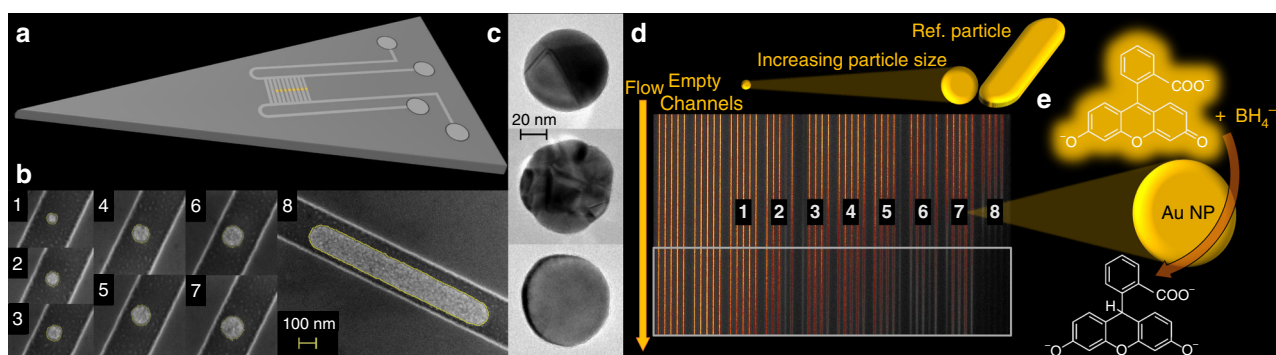 a
b
1
2
3
4
5
6
7
8
100 nm
c
20 nm
d
Ref. particle
Increasing particle size
Flow
Empty
Channels
1 2 3 4 5 6 7 8
e
COO⁻
⁻O
O
O
+ BH₄⁻
Au NP
H
COO⁻
⁻O
O
O⁻